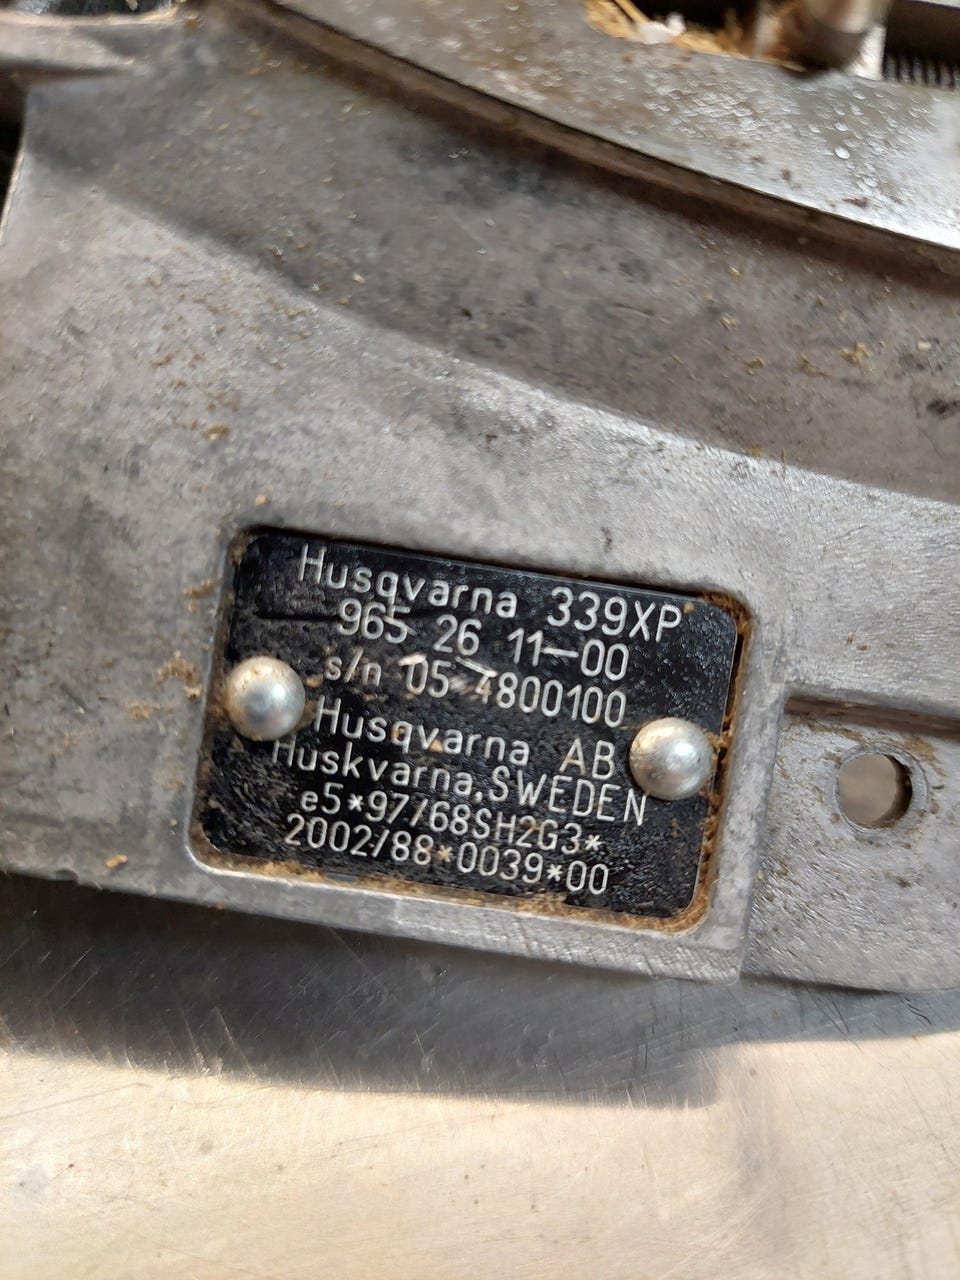 Husqvarna 339XP
965 26 11-00
s/n 05 4800100
Husqvarna AB
Huskvarna,SWEDEN
e5*97/68SH2G3*
2002/88*0039*00